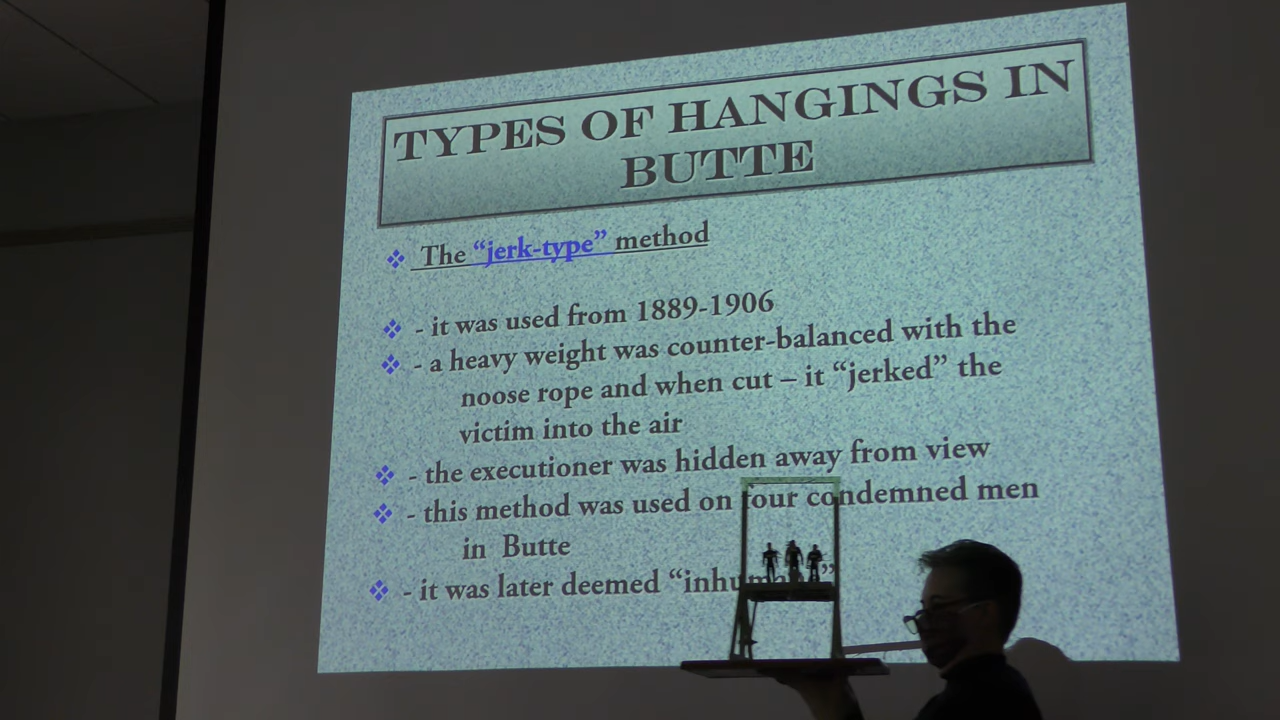 TYPES OF HANGINGS IN
BUTTE
The “jerk-type” method
- it was used from 1889-1906
- a heavy weight was counter-balanced with the
noose rope and when cut – it “jerked” the
victim into the air
- the executioner was hidden away from view
- this method was used on four condemned men
in Butte
- it was later deemed